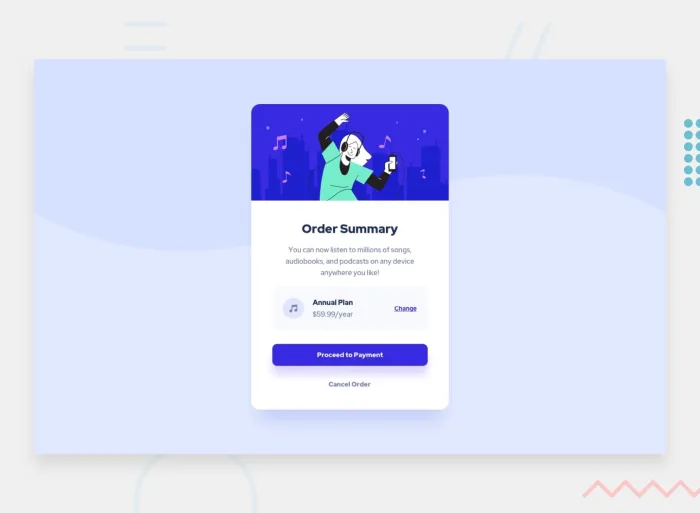 Order Summary
You can now listen to millions of songs,
audiobooks, and podcasts on any device
anywhere you like!
Annual Plan
$59.99/year
Change
Proceed to Payment
Cancel Order